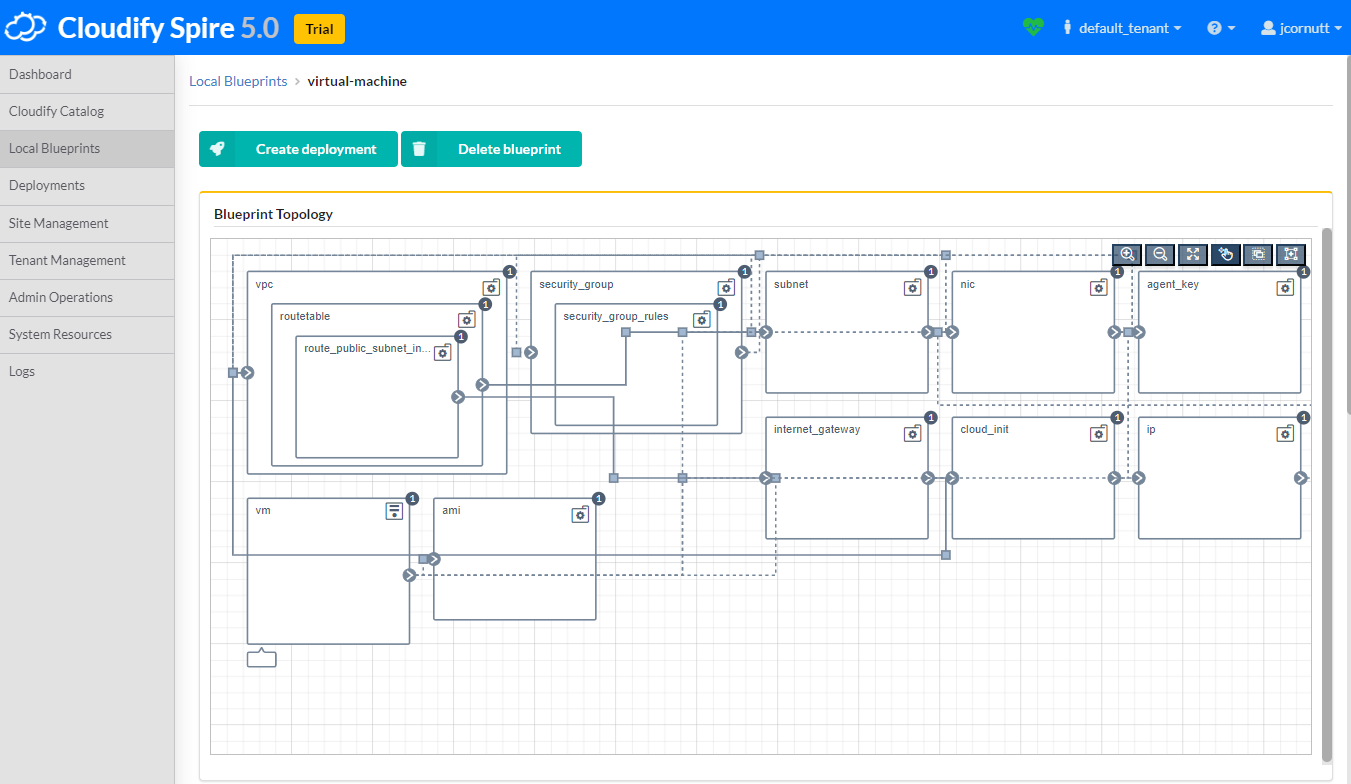 Cloudify Spire 5.0 Trial default_tenant jcornutt
Dashboard
Cloudify Catalog
Local Blueprints
Deployments
Site Management
Tenant Management
Admin Operations
System Resources
Logs
Local Blueprints > virtual-machine
Create deployment Delete blueprint
Blueprint Topology
vpc 1
routetable 1
route_public_subnet_in... 1
security_group 1
security_group_rules 1
subnet 1
nic 1
agent_key 1
internet_gateway 1
cloud_init 1
ip 1
vm 1
ami 1